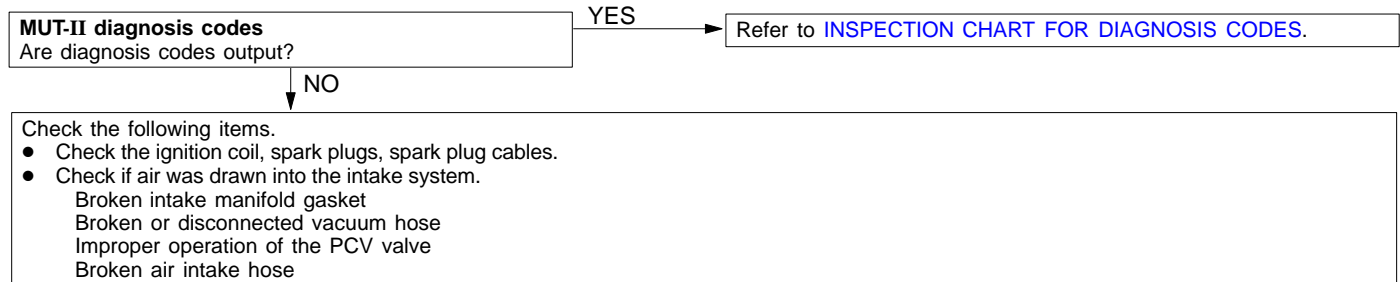 MUT-II diagnosis codes
Are diagnosis codes output?
YES
Refer to INSPECTION CHART FOR DIAGNOSIS CODES.
NO
Check the following items.
● Check the ignition coil, spark plugs, spark plug cables.
● Check if air was drawn into the intake system.
Broken intake manifold gasket
Broken or disconnected vacuum hose
Improper operation of the PCV valve
Broken air intake hose